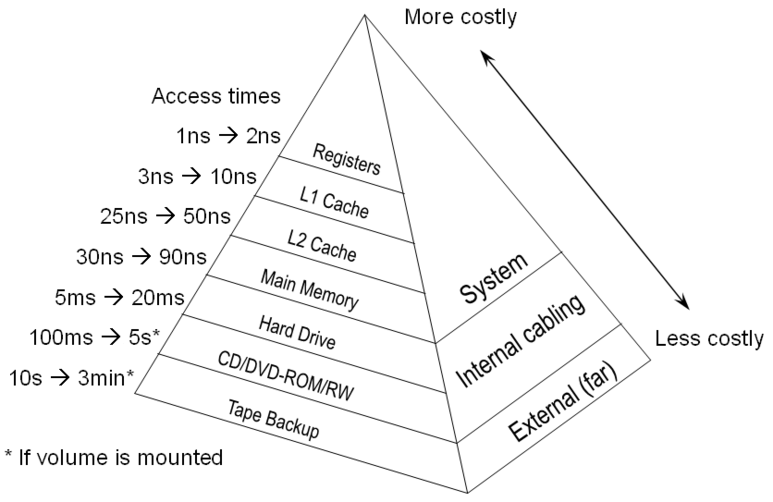 More costly
Access times
1ns → 2ns
Registers
3ns → 10ns
L1 Cache
25ns → 50ns
L2 Cache
30ns → 90ns
Main Memory
System
5ms → 20ms
Hard Drive
Internal cabling
100ms → 5s*
CD/DVD-ROM/RW
Less costly
10s → 3min*
Tape Backup
External (far)
* If volume is mounted